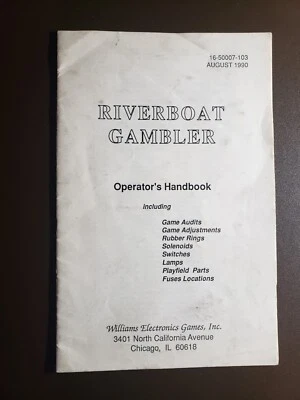 16-50007-103
AUGUST 1990
RIVERBOAT
GAMBLER
Operator's Handbook
including
Game Audits
Game Adjustments
Rubber Rings
Solenoids
Switches
Lamps
Playfield Parts
Fuses Locations
Williams Electronics Games, Inc.
3401 North California Avenue
Chicago, IL 60618